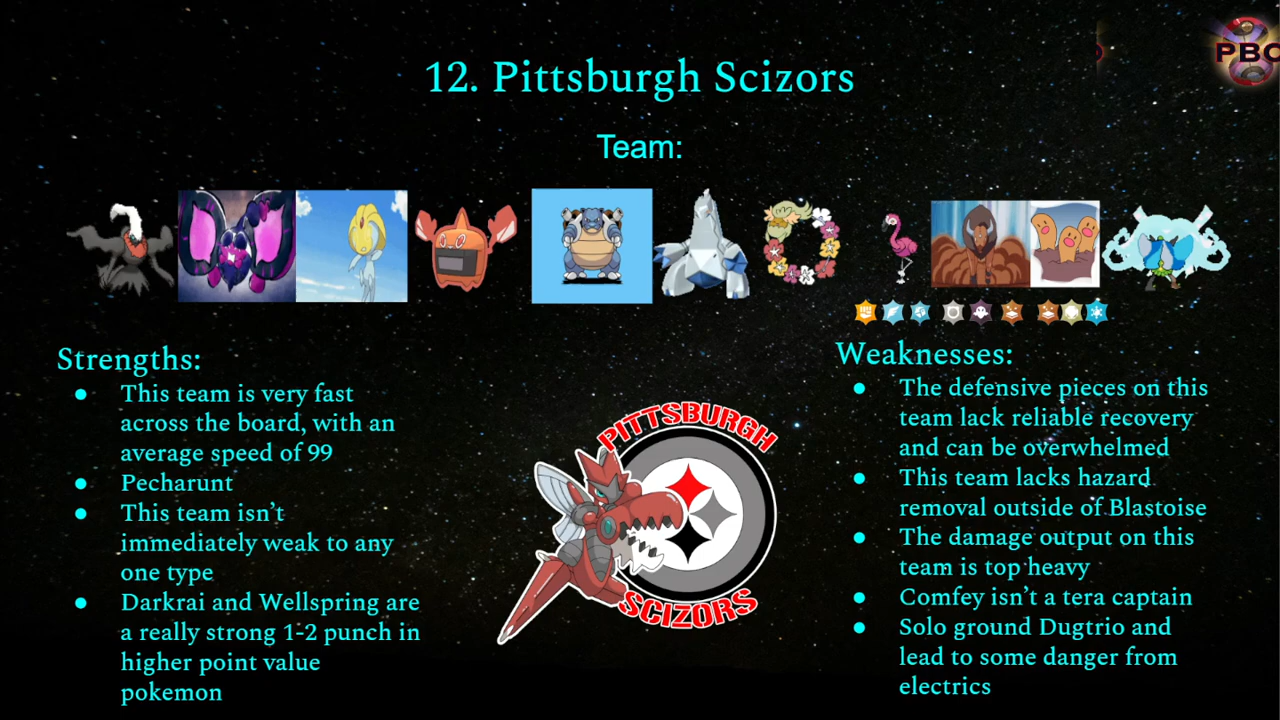 PBC
12. Pittsburgh Scizors
Team:
Strengths:
● This team is very fast
across the board, with an
average speed of 99
● Pecharunt
● This team isn’t
immediately weak to any
one type
● Darkrai and Wellspring are
a really strong 1-2 punch in
higher point value
pokemon
PITTSBURGH
SCIZORS
Weaknesses:
● The defensive pieces on this
team lack reliable recovery
and can be overwhelmed
● This team lacks hazard
removal outside of Blastoise
● The damage output on this
team is top heavy
● Comfey isn’t a tera captain
● Solo ground Dugtrio and
lead to some danger from
electrics